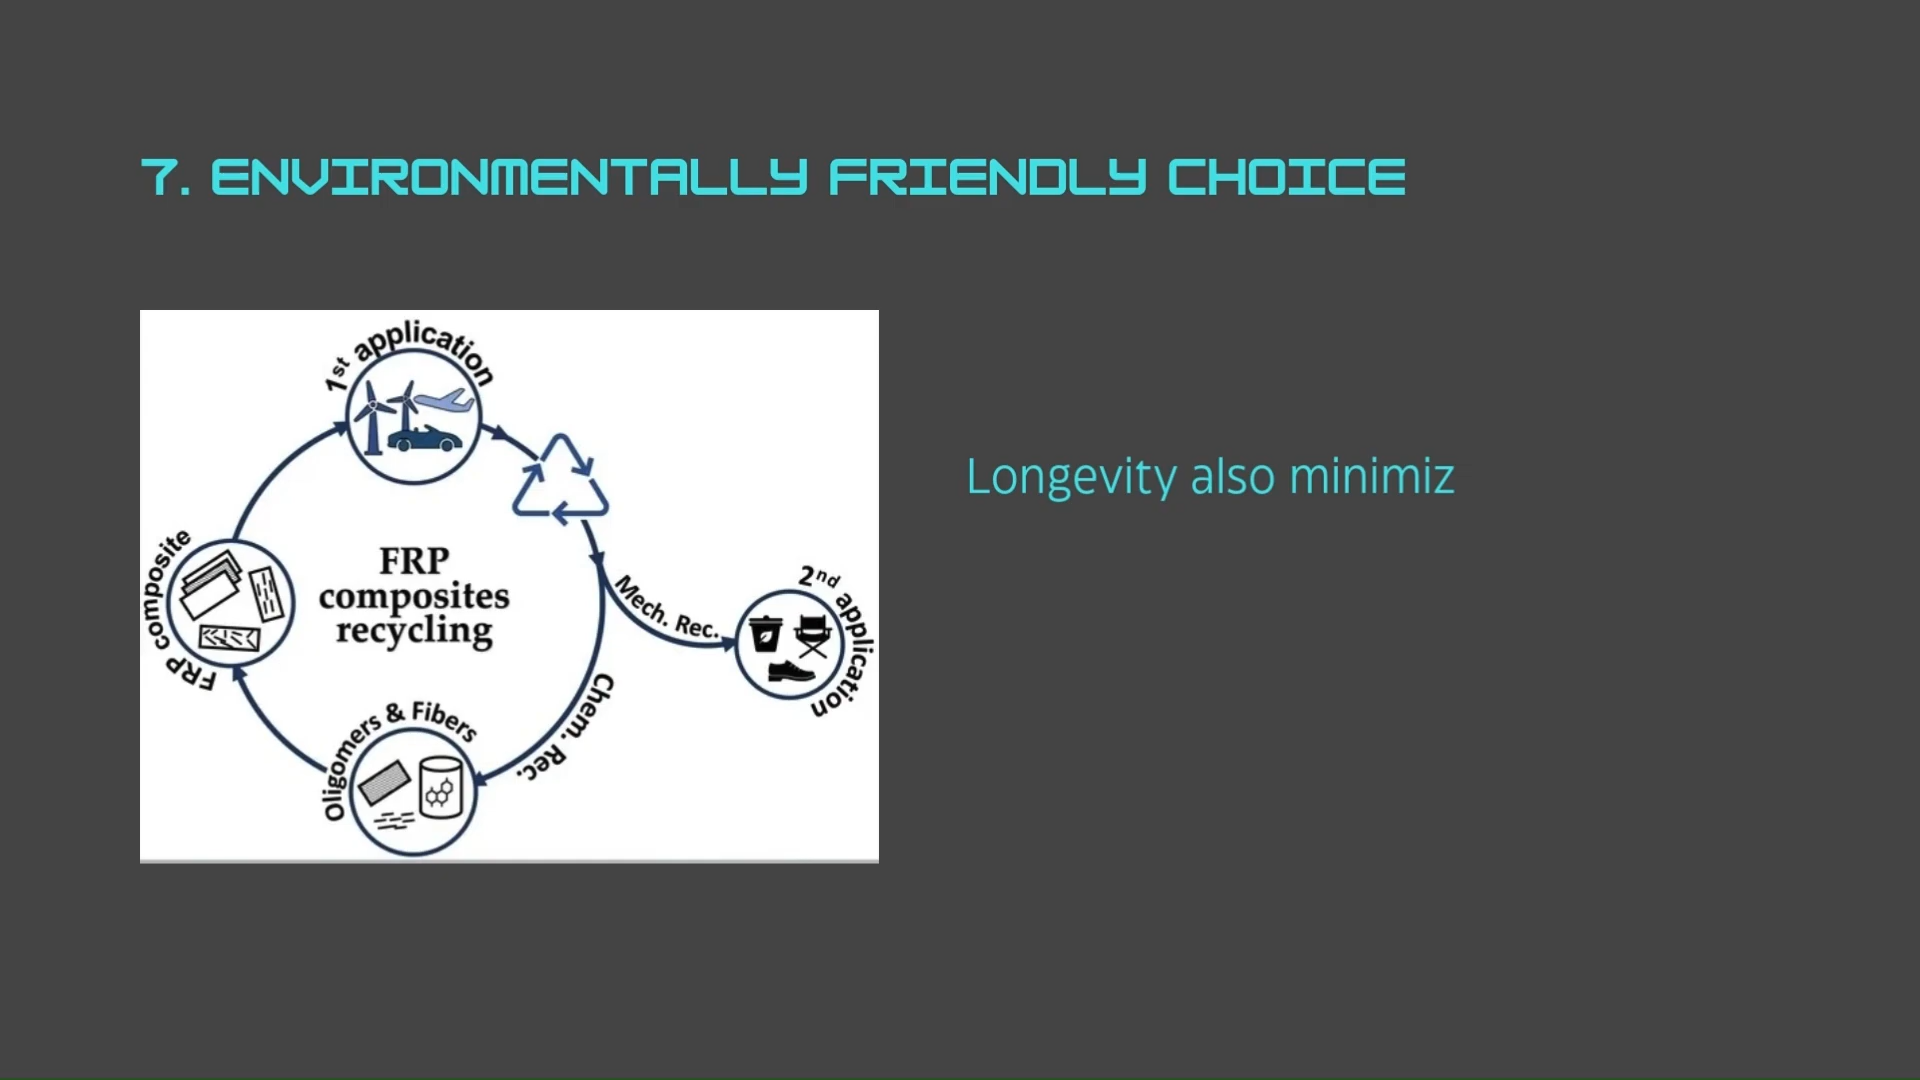 7. ENVIRONMENTALLY FRIENDLY CHOICE
1st application
FRP composite
FRP
composites
recycling
Mech. Rec.
2nd application
Chem. Rec.
Oligomers & Fibers
Longevity also minimiz